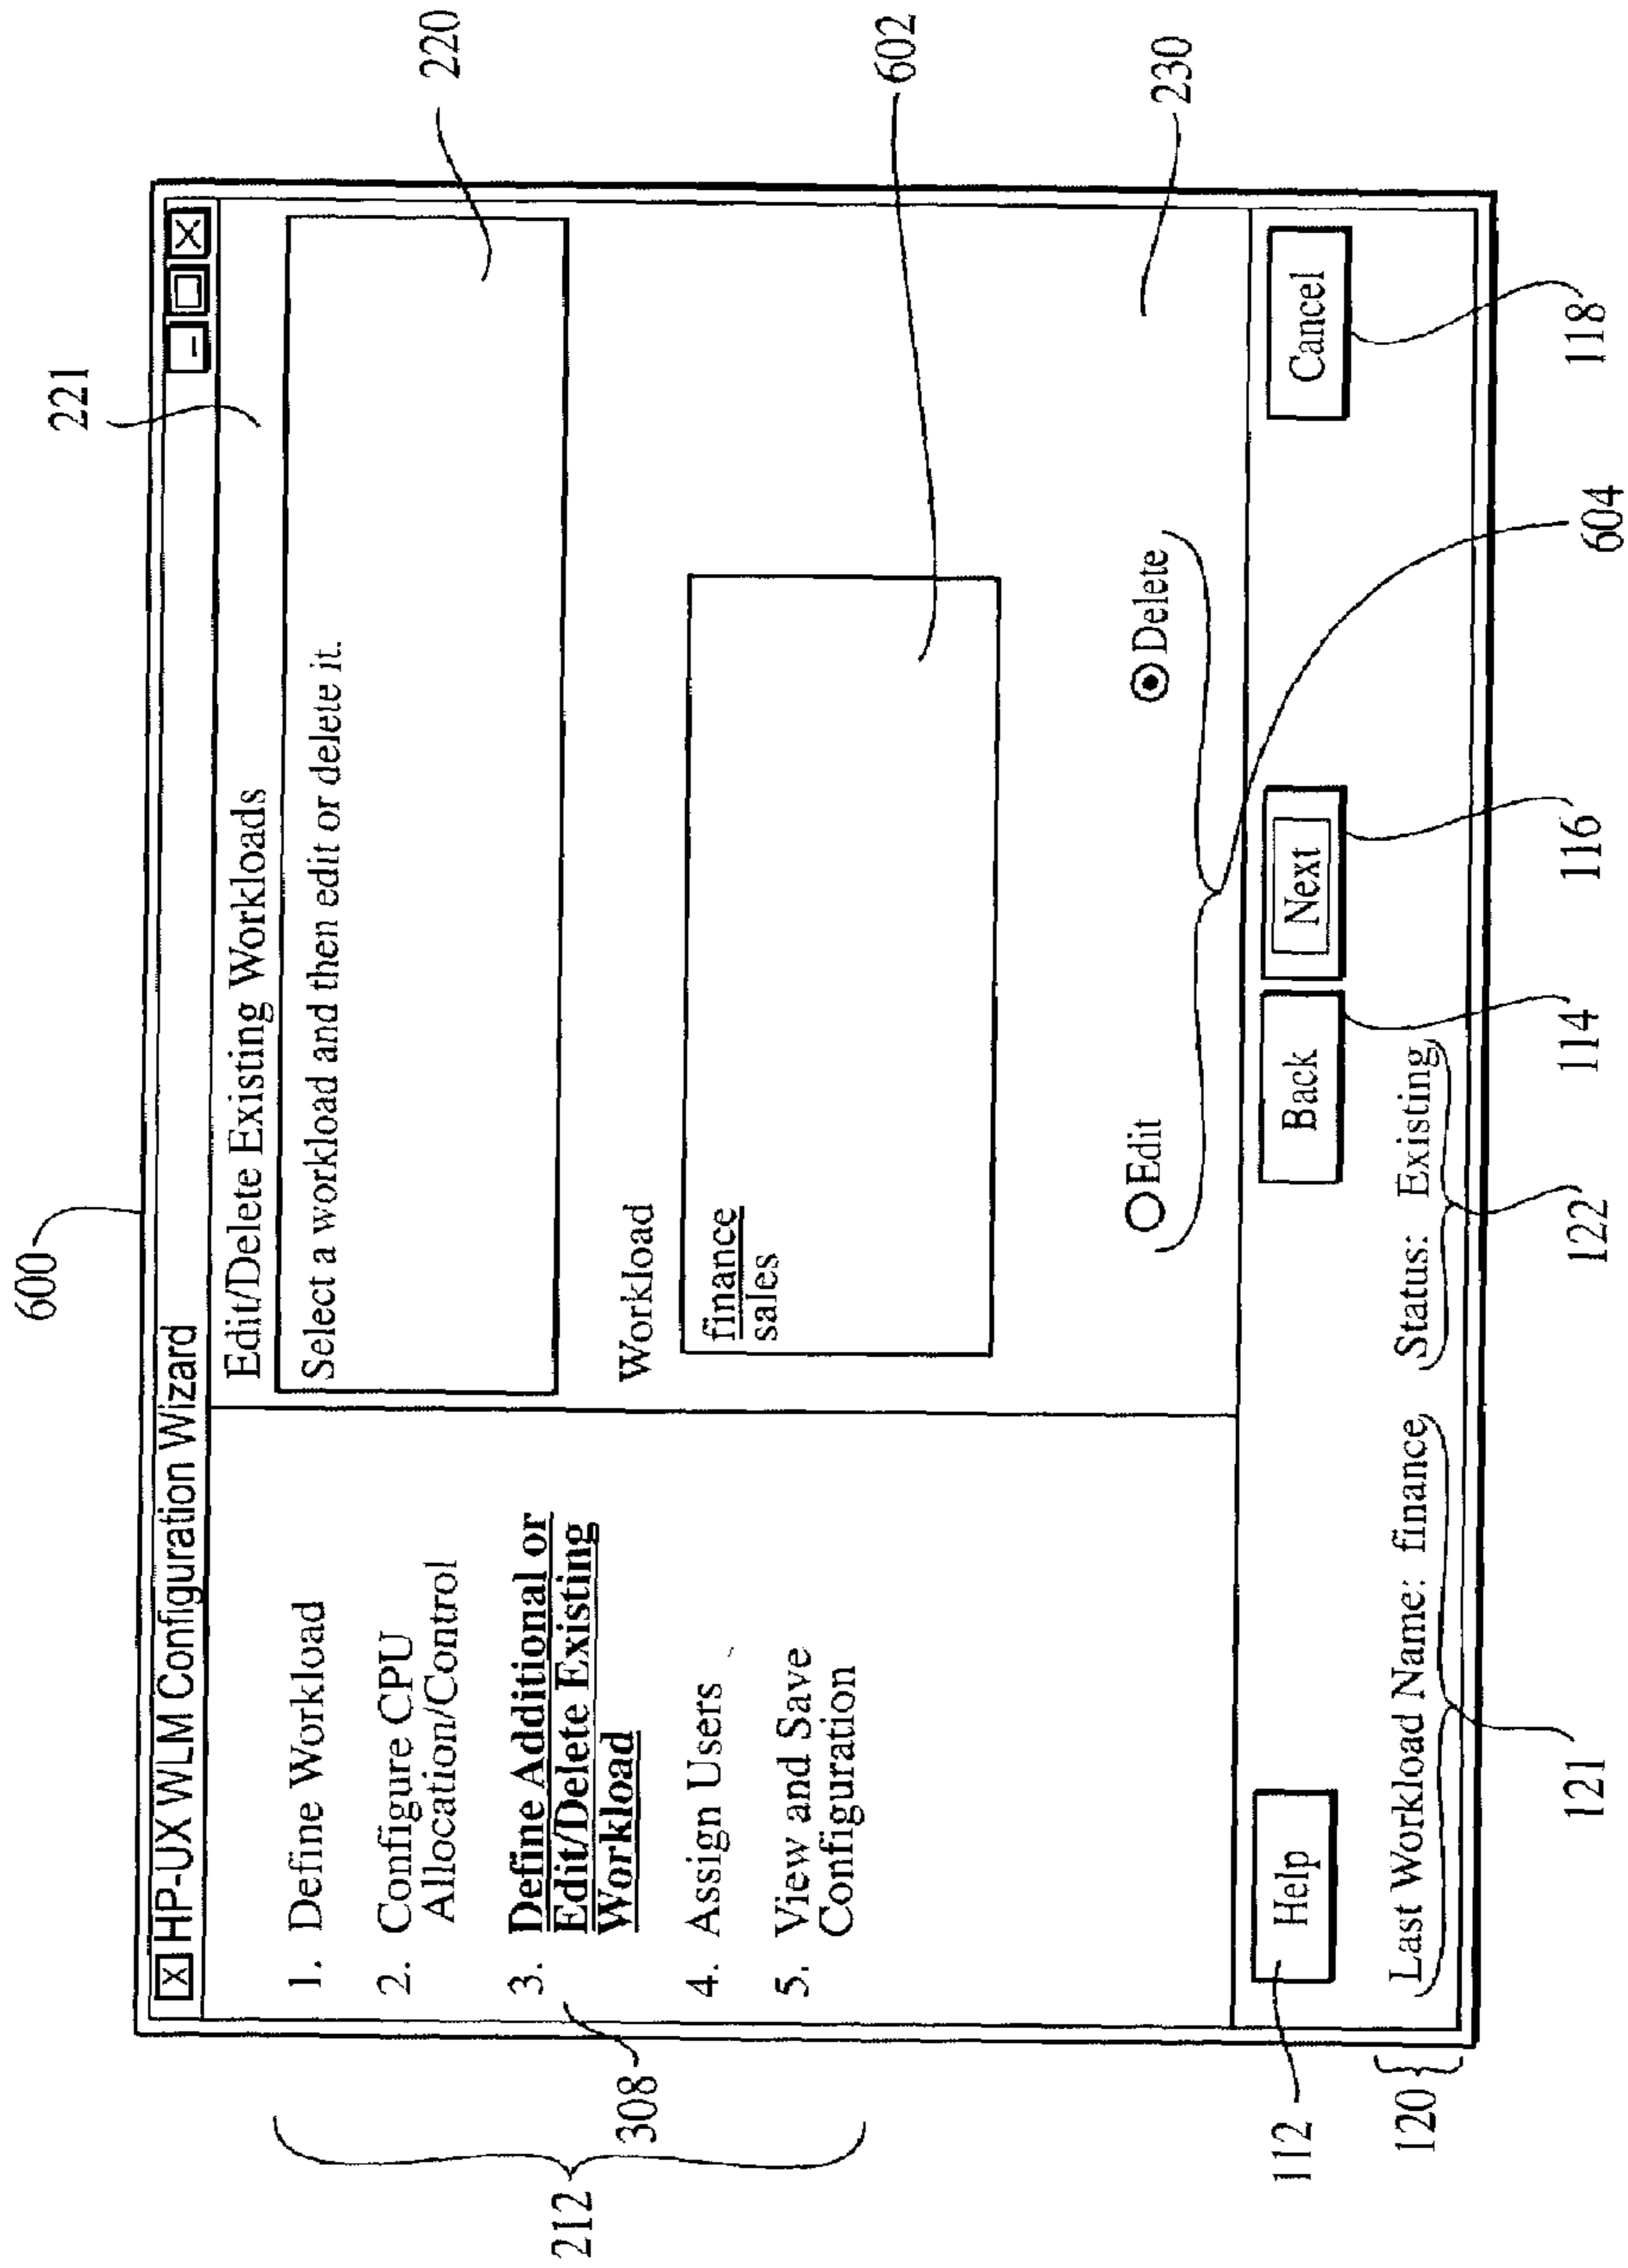 600
221
220
602
230
X HP-UX WLM Configuration Wizard
Edit/Delete Existing Workloads
Select a workload and then edit or delete it.
1. Define Workload
2. Configure CPU
Allocation/Control
3. Define Additional or
Edit/Delete Existing
Workload
4. Assign Users
5. View and Save
Configuration
212
308
Workload
finance
sales
Edit
Delete
Help
Back
Next
Cancel
112
120
Last Workload Name: finance
Status: Existing
121
122
114
116
604
118